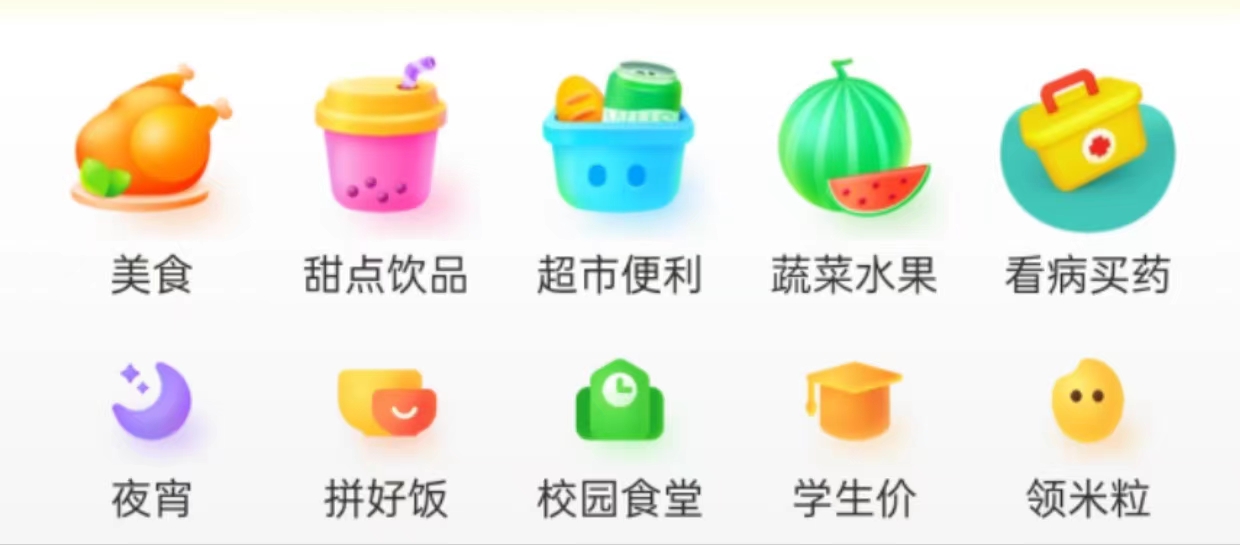 美食
甜点饮品
超市便利
蔬菜水果
看病买药
夜宵
拼好饭
校园食堂
学生价
领米粒